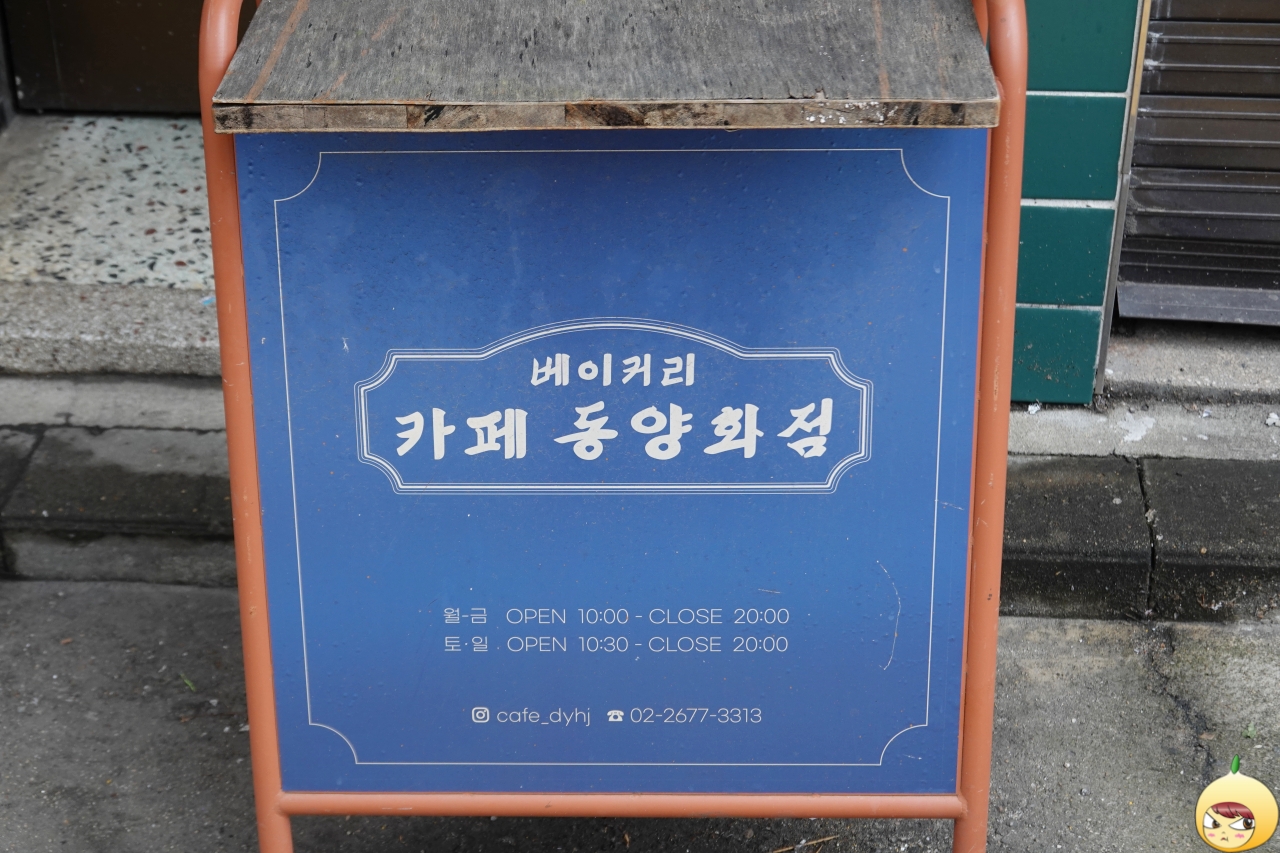 베이커리
카페 동양화점
월-금 OPEN 10:00 - CLOSE 20:00
토·일 OPEN 10:30 - CLOSE 20:00
cafe_dyhj ☎ 02-2677-3313